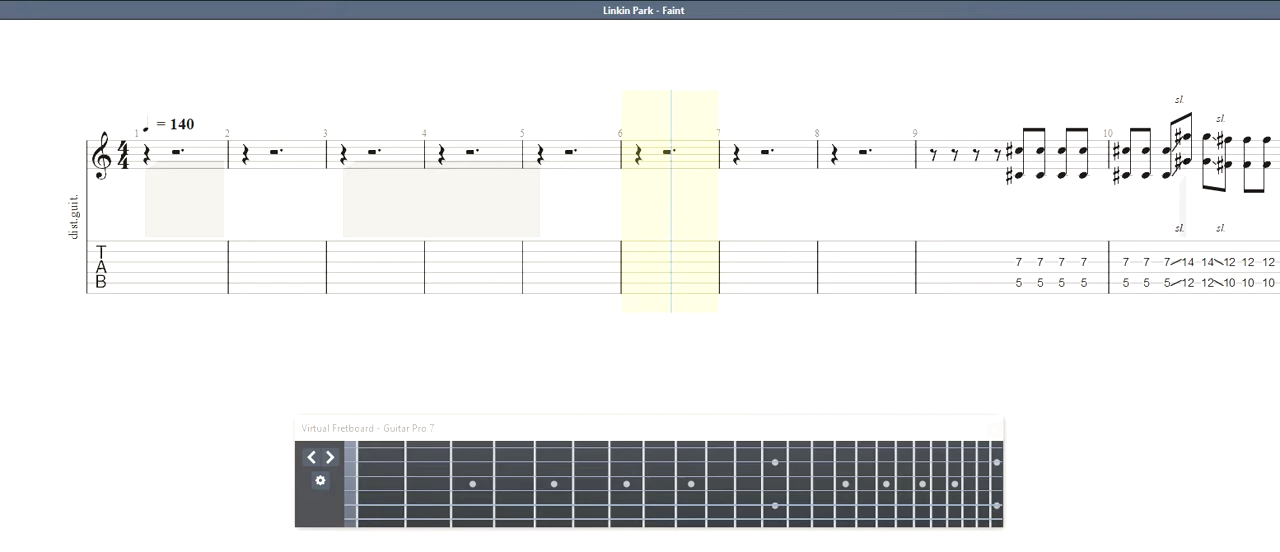 Linkin Park - Faint
= 140
1 2 3 4 5 6 7 8 9 10
sl.
sl.
4
4
dist.guit.
sl. sl.
T
A
B
7 7 7 7 7 7 7 14 14 12 12 12
5 5 5 5 5 5 5 12 12 10 10 10
Virtual Fretboard - Guitar Pro 7